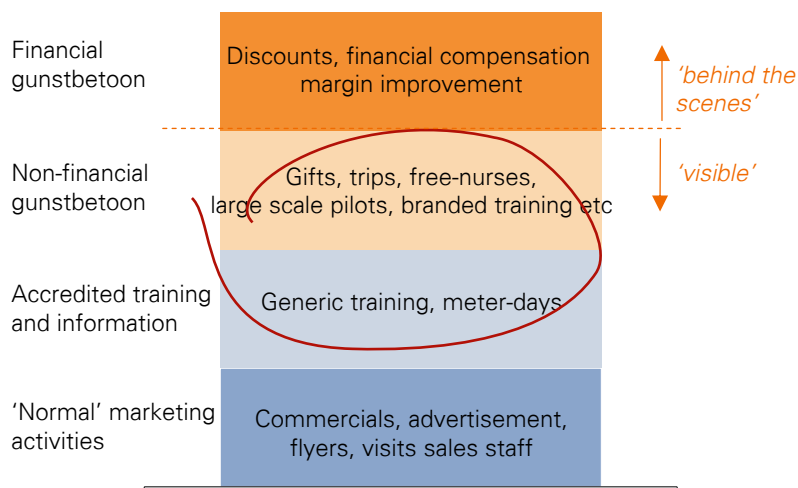 Financial
gunstbetoon
Discounts, financial compensation
margin improvement
'behind the
scenes'
Non-financial
gunstbetoon
Gifts, trips, free-nurses,
large scale pilots, branded training etc
'visible'
Accredited training
and information
Generic training, meter-days
'Normal' marketing
activities
Commercials, advertisement,
flyers, visits sales staff